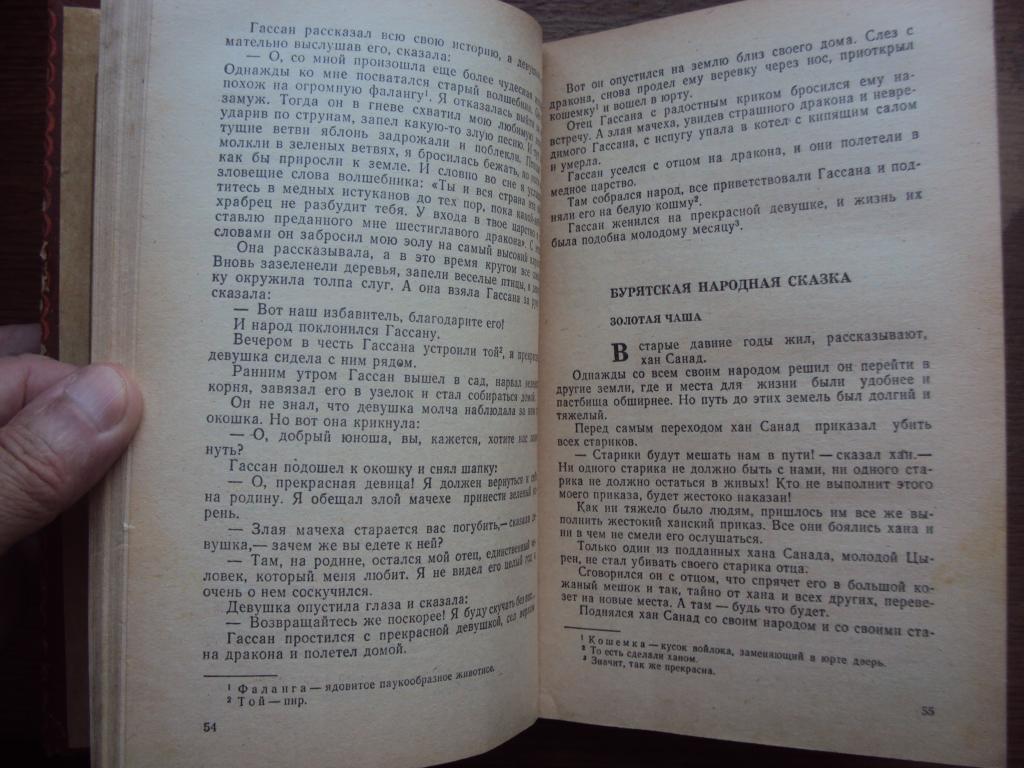 Гассан рассказал всю свою историю, а
мательно выслушав его, сказала:
— О, со мной произошла еще более чудесная
Однажды ко мне посватался старый волшебник.
похож на огромную фалангу¹. Я отказалась выйти за
замуж. Тогда он в гневе схватил мою любимую
ударив по струнам, запел какую-то злую песню. И
тущие ветви яблонь задрожали и поблекли.
молкли в зеленых ветвях, я бросилась бежать, но
как бы приросли к земле. И словно во сне я
зловещие слова волшебника: «Ты и вся страна
титесь в медных истуканов до тех пор, пока
храбрец не разбудит тебя. У входа в твое царство
ставлю преданного мне шестиглавого дракона». С
словами он забросил мою эолу на самый высокий
Она рассказывала, а в это время кругом все
Вновь зазеленели деревья, запели веселые птицы,
ку окружила толпа слуг. А она взяла Гассана за
сказала:
— Вот наш избавитель, благодарите его!
И народ поклонился Гассану.
Вечером в честь Гассана устроили той², и
девушка сидела с ним рядом.
Ранним утром Гассан вышел в сад, нарвал
корня, завязал его в узелок и стал собираться домой.
Он не знал, что девушка молча наблюдала за ним
окошка. Но вот она крикнула:
— О, добрый юноша, вы, кажется, хотите нас
нуть?
Гассан подошел к окошку и снял шапку:
— О, прекрасная девица! Я должен вернуться к себе
на родину. Я обещал злой мачехе принести зеленый ко-
рень.
— Злая мачеха старается вас погубить,— сказала де-
вушка,— зачем же вы едете к ней?
— Там, на родине, остался мой отец, единственный че-
ловек, который меня любит. Я не видел его целый год и
очень о нем соскучился.
Девушка опустила глаза и сказала:
— Возвращайтесь же поскорее! Я буду скучать без вас...
Гассан простился с прекрасной девушкой, сел верхом
на дракона и полетел домой.
¹ Фаланга — ядовитое паукообразное животное.
² Той — пир.
54
Вот он опустился на землю близ своего дома. Слез с
дракона, снова продел ему веревку через нос, приоткрыл
кошемку¹ и вошел в юрту.
Отец Гассана с радостным криком бросился ему на-
встречу. А злая мачеха, увидев страшного дракона и невре-
димого Гассана, с испугу упала в котел с кипящим салом
и умерла.
Гассан уселся с отцом на дракона, и они полетели в
медное царство.
Там собрался народ, все приветствовали Гассана и под-
няли его на белую кошму².
Гассан женился на прекрасной девушке, и жизнь их
была подобна молодому месяцу³.
БУРЯТСКАЯ НАРОДНАЯ СКАЗКА
ЗОЛОТАЯ ЧАША
В старые давние годы жил, рассказывают,
хан Санад.
Однажды со всем своим народом решил он перейти в
другие земли, где и места для жизни были удобнее и
пастбища обширнее. Но путь до этих земель был долгий и
тяжелый.
Перед самым переходом хан Санад приказал убить
всех стариков.
— Старики будут мешать нам в пути! — сказал хан.—
Ни одного старика не должно быть с нами, ни одного ста-
рика не должно остаться в живых! Кто не выполнит этого
моего приказа, будет жестоко наказан!
Как ни тяжело было людям, пришлось им все же вы-
полнить жестокий ханский приказ. Все они боялись хана и
ни в чем не смели его ослушаться.
Только один из подданных хана Санада, молодой Цы-
рен, не стал убивать своего старика отца.
Сговорился он с отцом, что спрячет его в большой ко-
жаный мешок и так, тайно от хана и всех других, переве-
зет на новые места. А там — будь что будет.
Поднялся хан Санад со своим народом и со своими ста-
¹ Кошемка — кусок войлока, заменяющий в юрте дверь.
² То есть сделали ханом.
³ Значит, так же прекрасна.
55